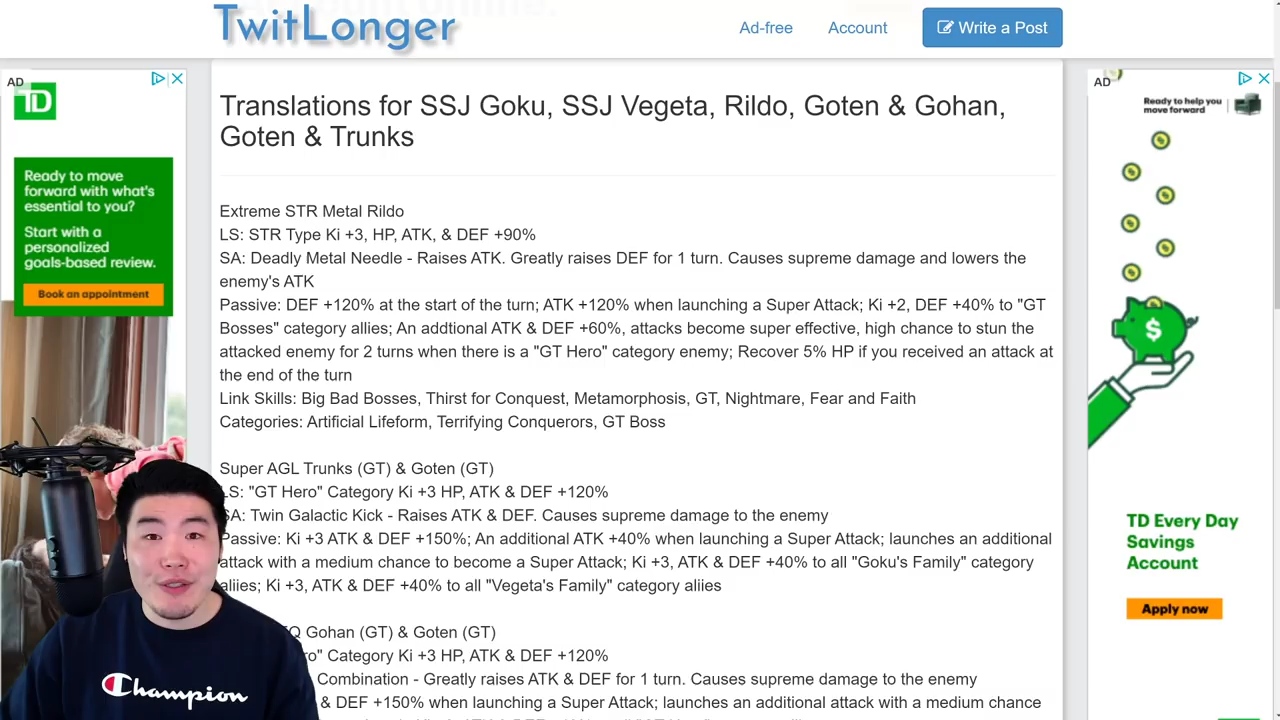 TwitLonger
Ad-free
Account
Write a Post
AD
TD
Ready to move
forward with what's
essential to you?
Start with a
personalized
goals-based review.
Book an appointment
Translations for SSJ Goku, SSJ Vegeta, Rildo, Goten & Gohan,
Goten & Trunks
Extreme STR Metal Rildo
LS: STR Type Ki +3, HP, ATK, & DEF +90%
SA: Deadly Metal Needle - Raises ATK. Greatly raises DEF for 1 turn. Causes supreme damage and lowers the
enemy's ATK
Passive: DEF +120% at the start of the turn; ATK +120% when launching a Super Attack; Ki +2, DEF +40% to "GT
Bosses" category allies; An addtional ATK & DEF +60%, attacks become super effective, high chance to stun the
attacked enemy for 2 turns when there is a "GT Hero" category enemy; Recover 5% HP if you received an attack at
the end of the turn
Link Skills: Big Bad Bosses, Thirst for Conquest, Metamorphosis, GT, Nightmare, Fear and Faith
Categories: Artificial Lifeform, Terrifying Conquerors, GT Boss
Super AGL Trunks (GT) & Goten (GT)
LS: "GT Hero" Category Ki +3 HP, ATK & DEF +120%
SA: Twin Galactic Kick - Raises ATK & DEF. Causes supreme damage to the enemy
Passive: Ki +3 ATK & DEF +150%; An additional ATK +40% when launching a Super Attack; launches an additional
attack with a medium chance to become a Super Attack; Ki +3, ATK & DEF +40% to all "Goku's Family" category
aliies; Ki +3, ATK & DEF +40% to all "Vegeta's Family" category aliies
Gohan (GT) & Goten (GT)
Category Ki +3 HP, ATK & DEF +120%
Combination - Greatly raises ATK & DEF for 1 turn. Causes supreme damage to the enemy
& DEF +150% when launching a Super Attack; launches an additional attack with a medium chance
Champion
AD
Ready to help you
move forward
$
TD Every Day
Savings
Account
Apply now